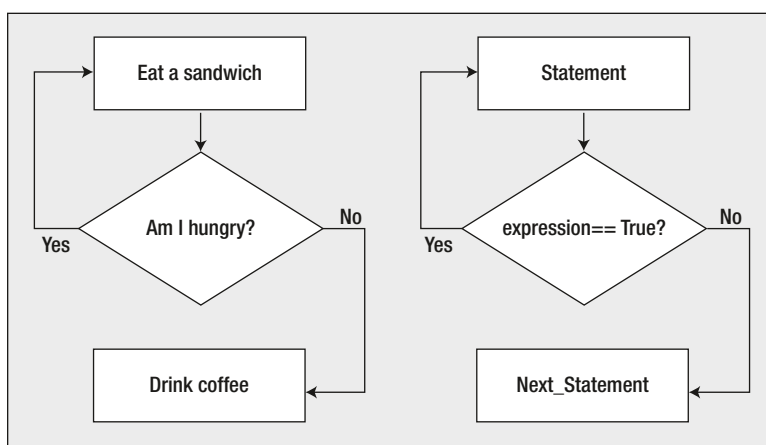 Eat a sandwich
Am I hungry?
Yes
No
Drink coffee
Statement
expression== True?
Yes
No
Next_Statement